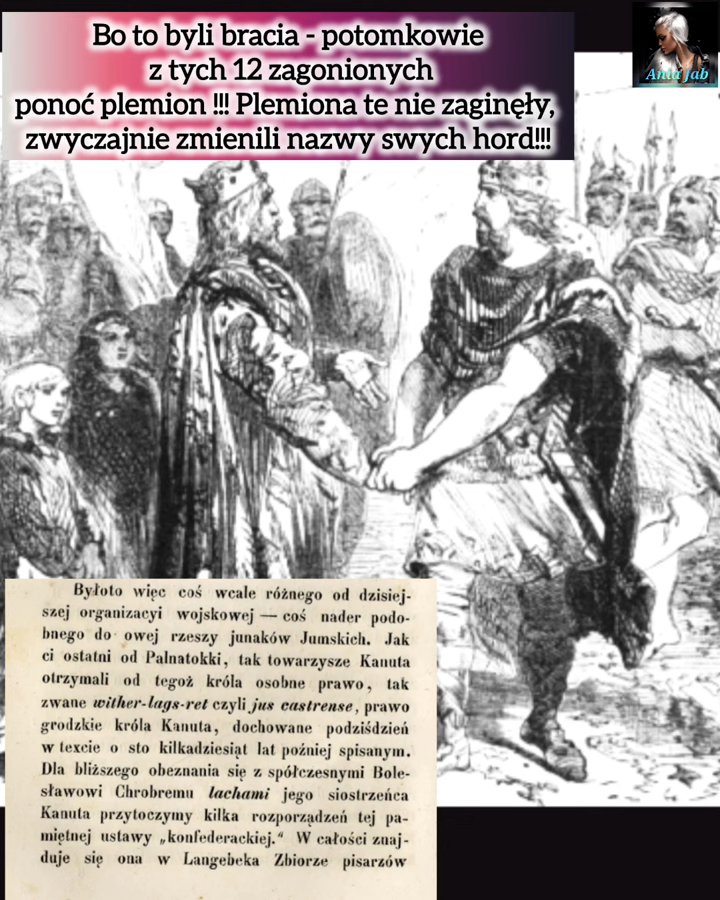 Bo to byli bracia - potomkowie
z tych 12 zagonionych
ponoć plemion !!! Plemiona te nie zaginęły,
zwyczajnie zmienili nazwy swych hord!!!
Ania jab
Byłoto więc coś wcale różnego od dzisiej-
szej organizacyi wojskowej — coś nader podo-
bnego do owej rzeszy junaków Jumskich. Jak
ci ostatni od Palnatokki, tak towarzysze Kanuta
otrzymali od tegoż króla osobne prawo, tak
zwane wither-lags-ret czyli jus castrense, prawo
grodzkie króla Kanuta, dochowane podziśdzień
w texcie o sto kilkadziesiąt lat poźniej spisanym.
Dla bliższego obeznania się z spółczesnymi Bole-
sławowi Chrobremu lachami jego siostrzeńca
Kanuta przytoczymy kilka rozporządzeń tej pa-
miętnej ustawy „konfederackiej.“ W całości znaj-
duje się ona w Langebeka Zbiorze pisarzów